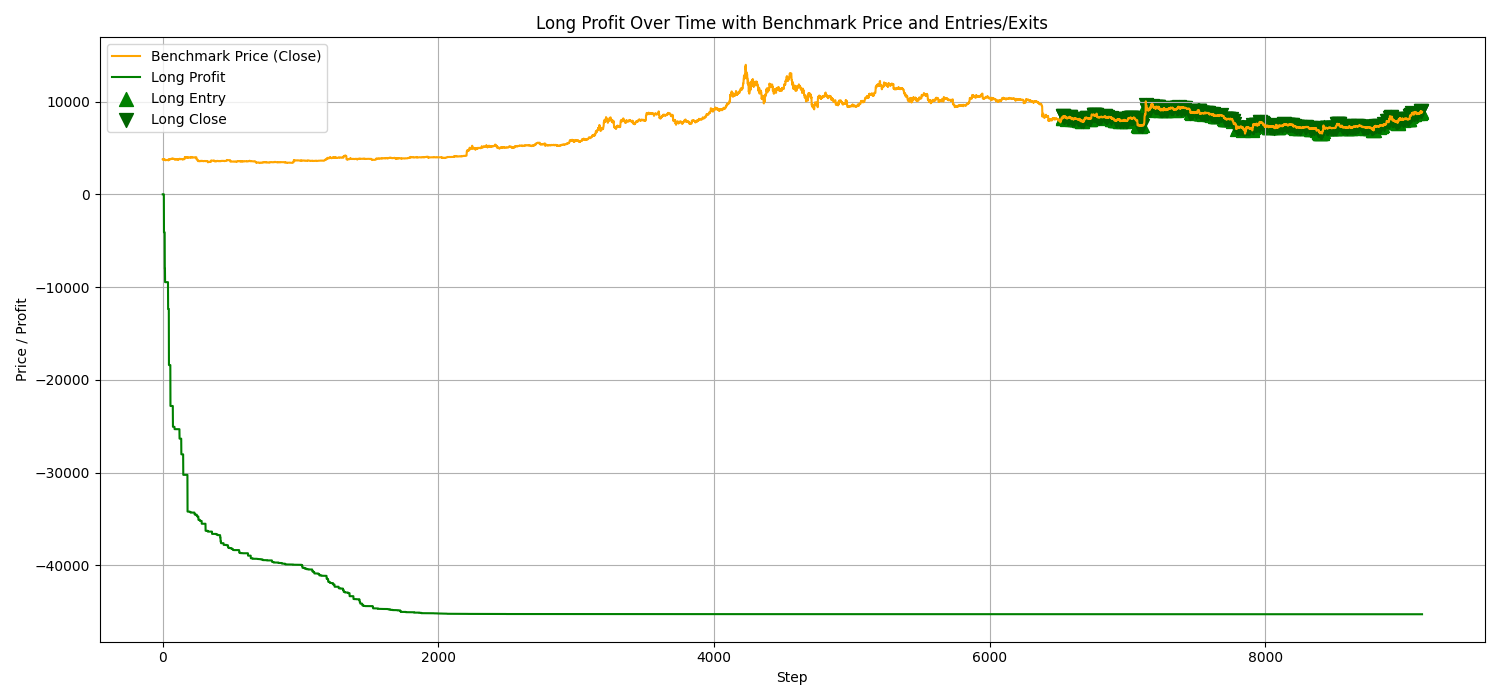 Long Profit Over Time with Benchmark Price and Entries/Exits
Benchmark Price (Close)
Long Profit
Long Entry
Long Close
Price / Profit
10000
0
−10000
−20000
−30000
−40000
0
2000
4000
6000
8000
Step